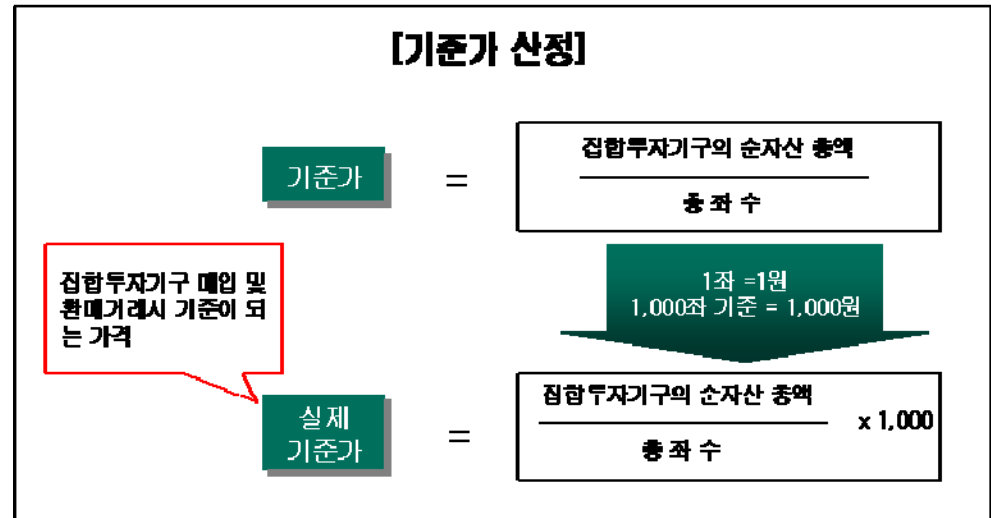 [기준가 산정]
기준가
=
집합투자기구의 순자산 총액
총 좌 수
집합투자기구 매입 및
환매거래시 기준이 되
는 가격
1좌 =1원
1,000좌 기준 = 1,000원
실제
기준가
=
집합투자기구의 순자산 총액
총 좌 수
x 1,000